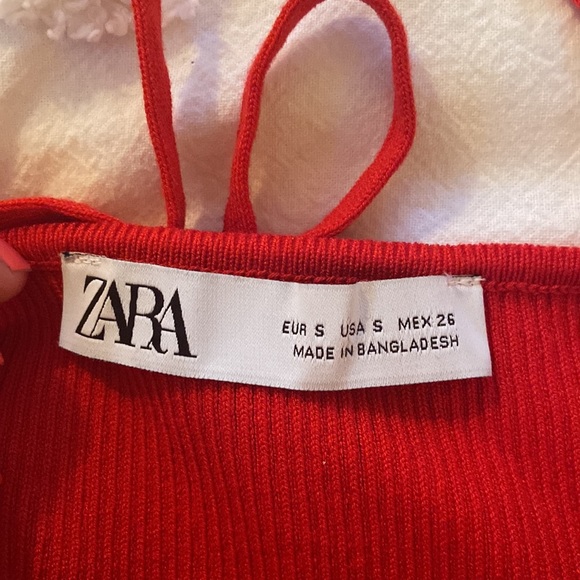 ZARA
EUR S USA S MEX 26
MADE IN BANGLADESH